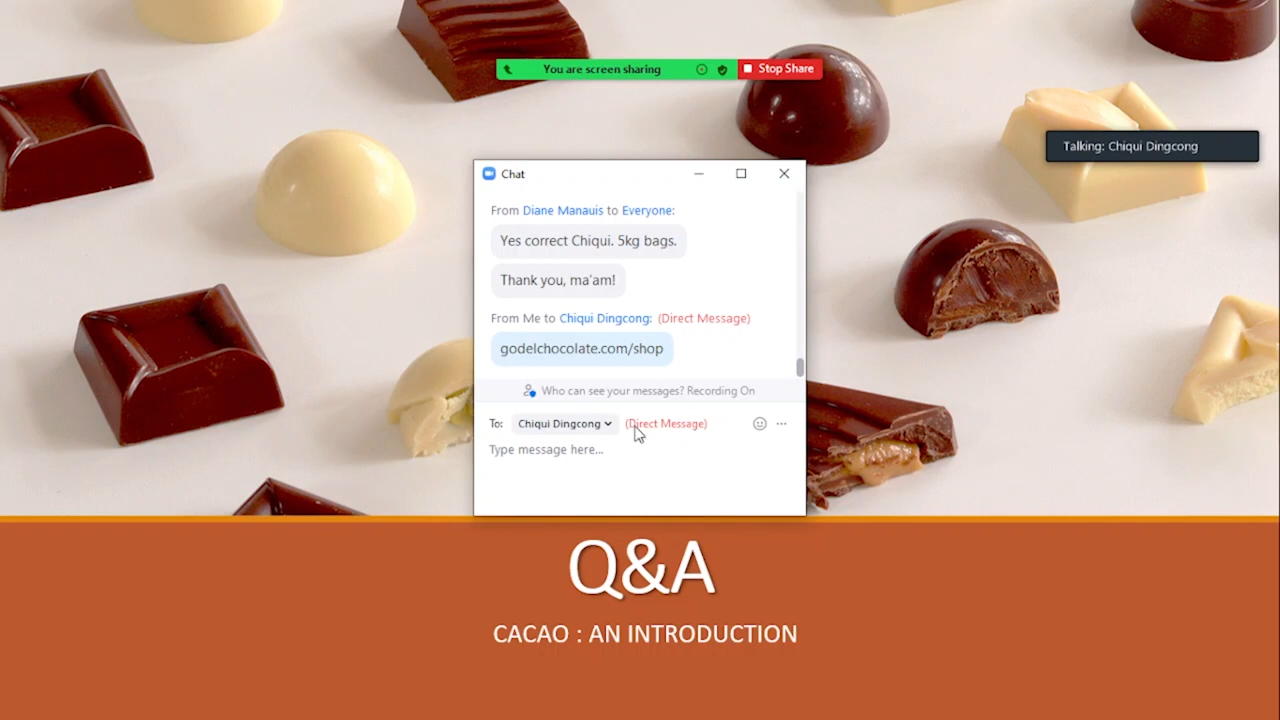 You are screen sharing
Stop Share
Talking: Chiqui Dingcong
Chat
From Diane Manauis to Everyone:
Yes correct Chiqui. 5kg bags.
Thank you, ma'am!
From Me to Chiqui Dingcong: (Direct Message)
godelchocolate.com/shop
Who can see your messages? Recording On
To: Chiqui Dingcong (Direct Message)
Type message here...
Q&A
CACAO : AN INTRODUCTION